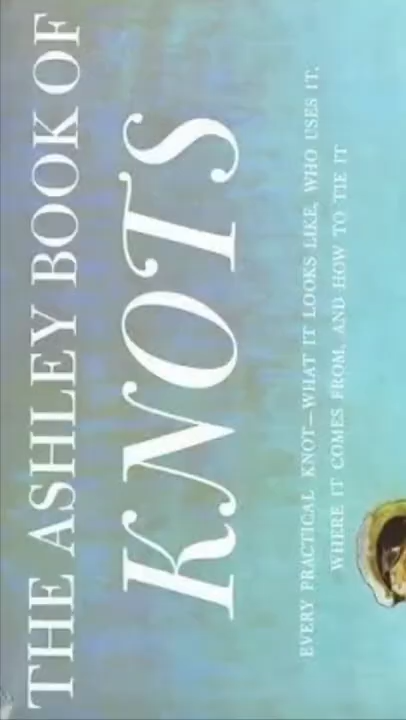 THE ASHLEY BOOK OF
KNOTS
EVERY PRACTICAL KNOT—WHAT IT LOOKS LIKE, WHO USES IT,
WHERE IT COMES FROM, AND HOW TO TIE IT